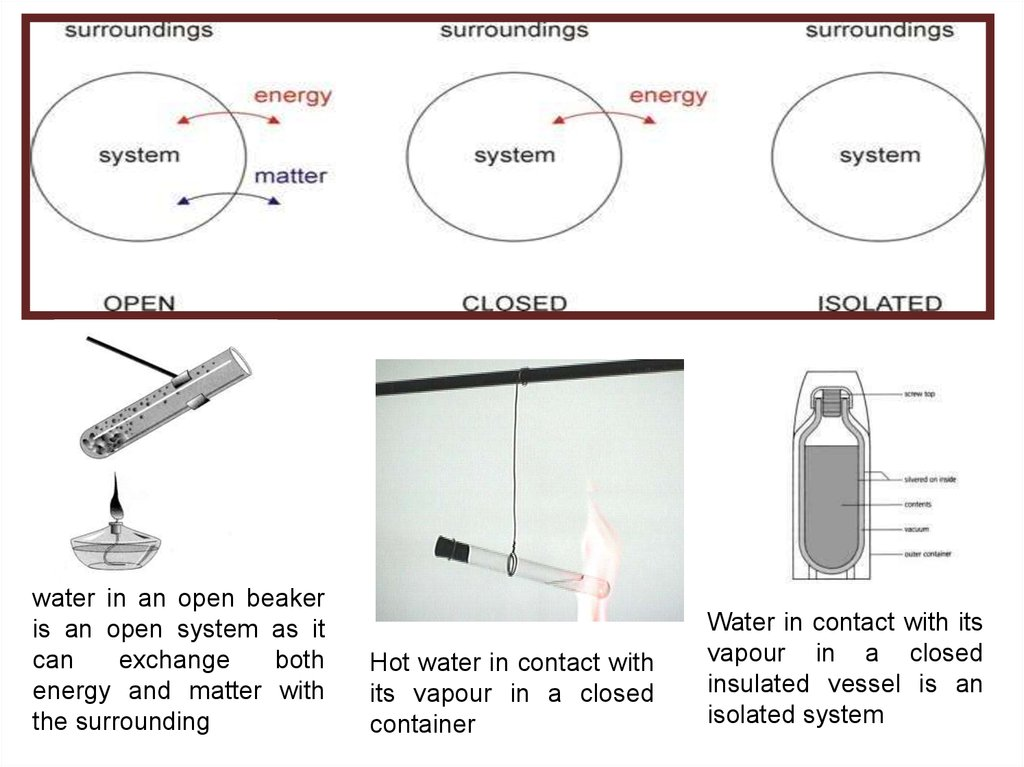 surroundings
surroundings
surroundings
energy
system
matter
energy
system
system
OPEN
CLOSED
ISOLATED
screw top
silvered on inside
contents
vacuum
outer container
water in an open beaker
is an open system as it
can exchange both
energy and matter with
the surrounding
Hot water in contact with
its vapour in a closed
container
Water in contact with its
vapour in a closed
insulated vessel is an
isolated system